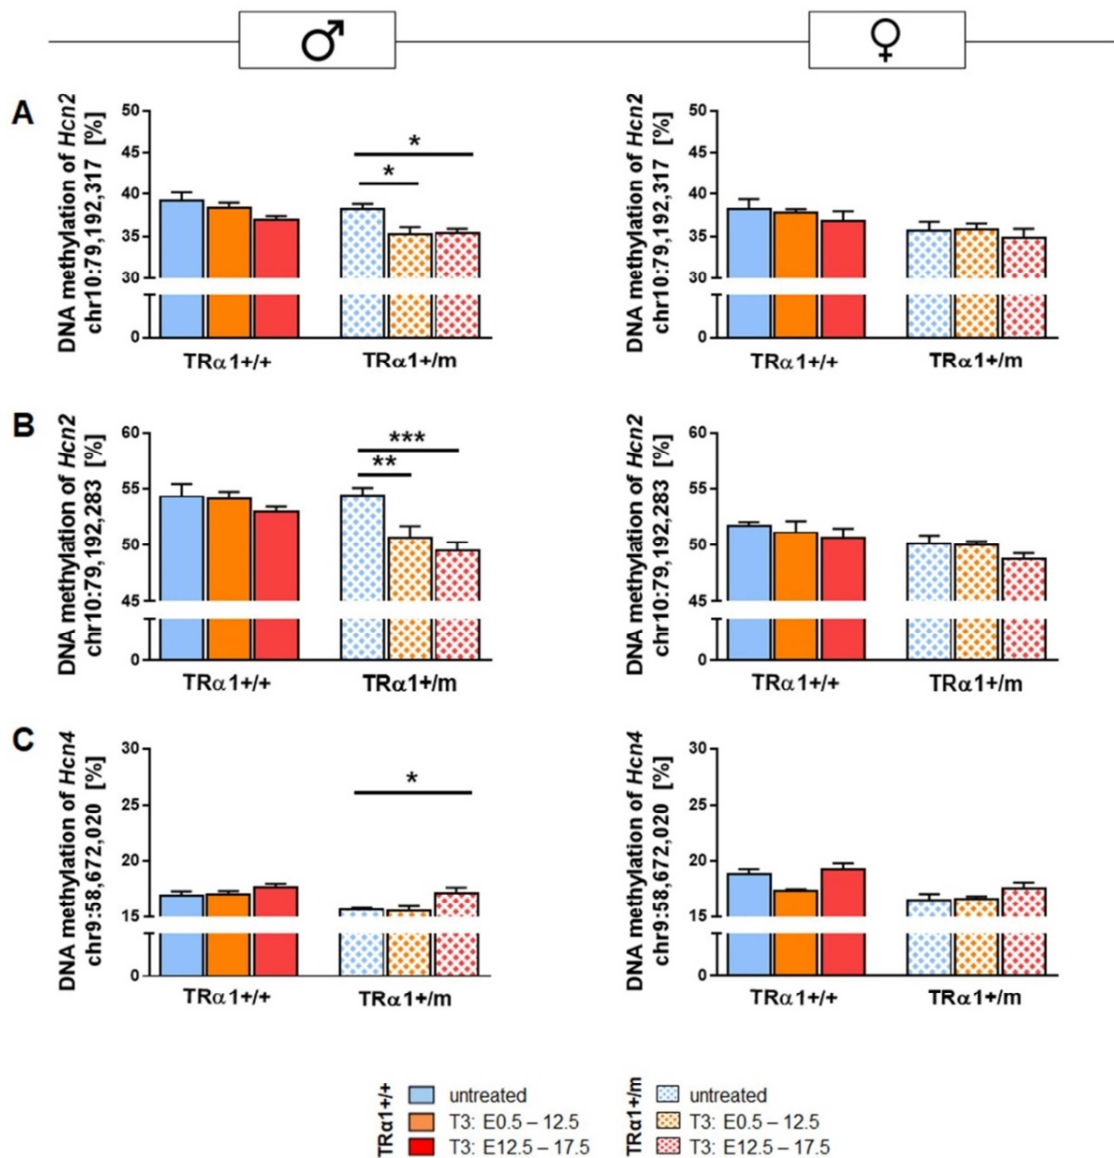 ♂ ♀
A
DNA methylation of Hcn2
chr10:79,192,317 [%]
50
45
40
35
30
0
*
*
TRα1+/+ TRα1+/m
DNA methylation of Hcn2
chr10:79,192,317 [%]
50
45
40
35
30
0
TRα1+/+ TRα1+/m
B
DNA methylation of Hcn2
chr10:79,192,283 [%]
60
55
50
45
0
***
**
TRα1+/+ TRα1+/m
DNA methylation of Hcn2
chr10:79,192,283 [%]
60
55
50
45
0
TRα1+/+ TRα1+/m
C
DNA methylation of Hcn4
chr9:58,672,020 [%]
30
25
20
15
0
*
TRα1+/+ TRα1+/m
DNA methylation of Hcn4
chr9:58,672,020 [%]
30
25
20
15
0
TRα1+/+ TRα1+/m
TRα1+/+
untreated
T3: E0.5 – 12.5
T3: E12.5 – 17.5
TRα1+/m
untreated
T3: E0.5 – 12.5
T3: E12.5 – 17.5